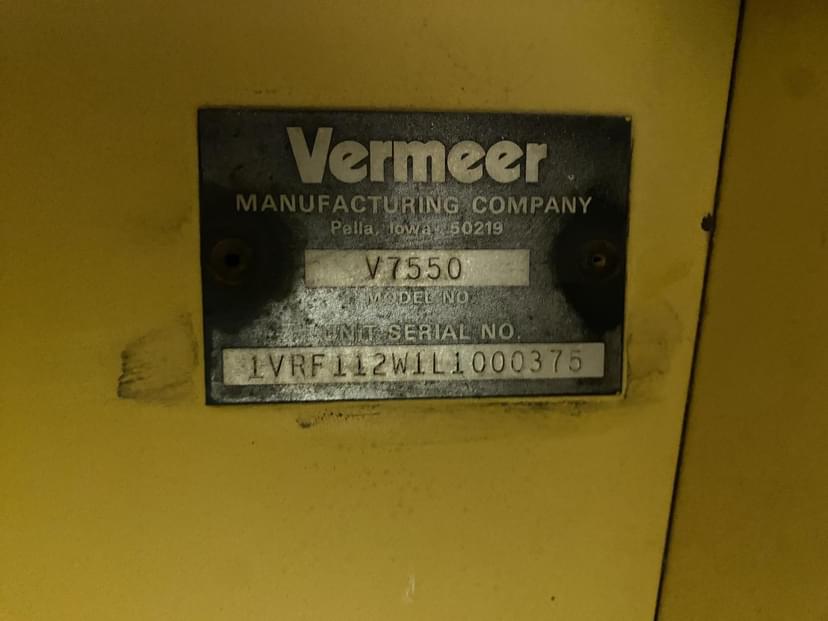 Vermeer
MANUFACTURING COMPANY
Pella, Iowa 50219
V7550
MODEL NO.
UNIT SERIAL NO.
1VRF112W1L1000375